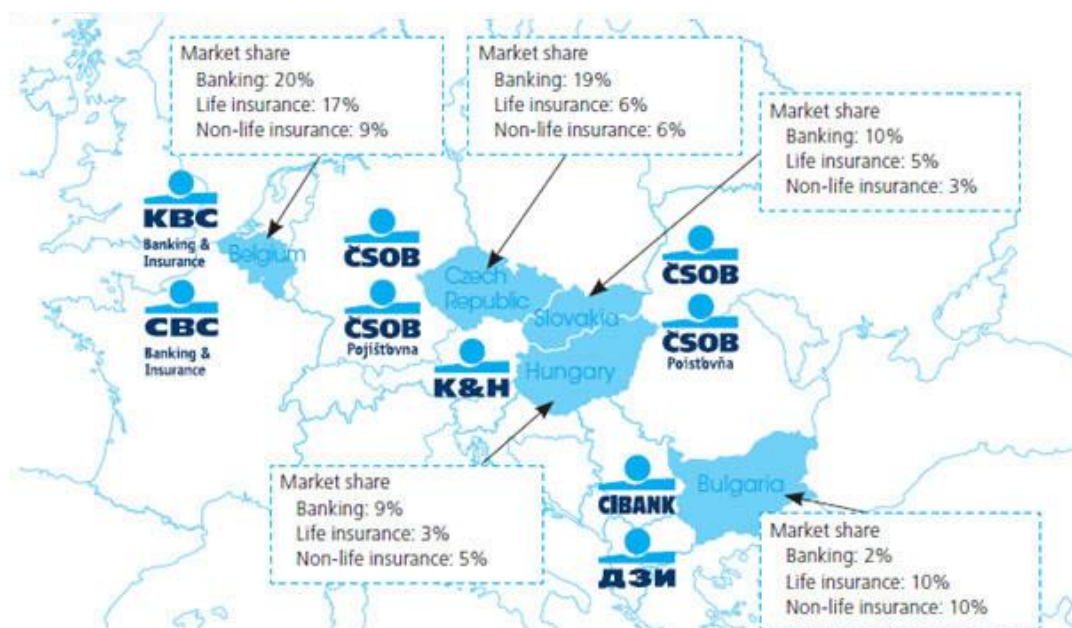 Market share
Banking: 20%
Life insurance: 17%
Non-life insurance: 9%
Market share
Banking: 19%
Life insurance: 6%
Non-life insurance: 6%
Market share
Banking: 10%
Life insurance: 5%
Non-life insurance: 3%
KBC
Banking &
Insurance
CBC
Banking &
Insurance
Belgium
ČSOB
ČSOB
Pojišťovna
Czech
Republic
Slovakia
ČSOB
ČSOB
Poisťovňa
K&H
Hungary
Market share
Banking: 9%
Life insurance: 3%
Non-life insurance: 5%
CIBANK
ДЗИ
Bulgaria
Market share
Banking: 2%
Life insurance: 10%
Non-life insurance: 10%